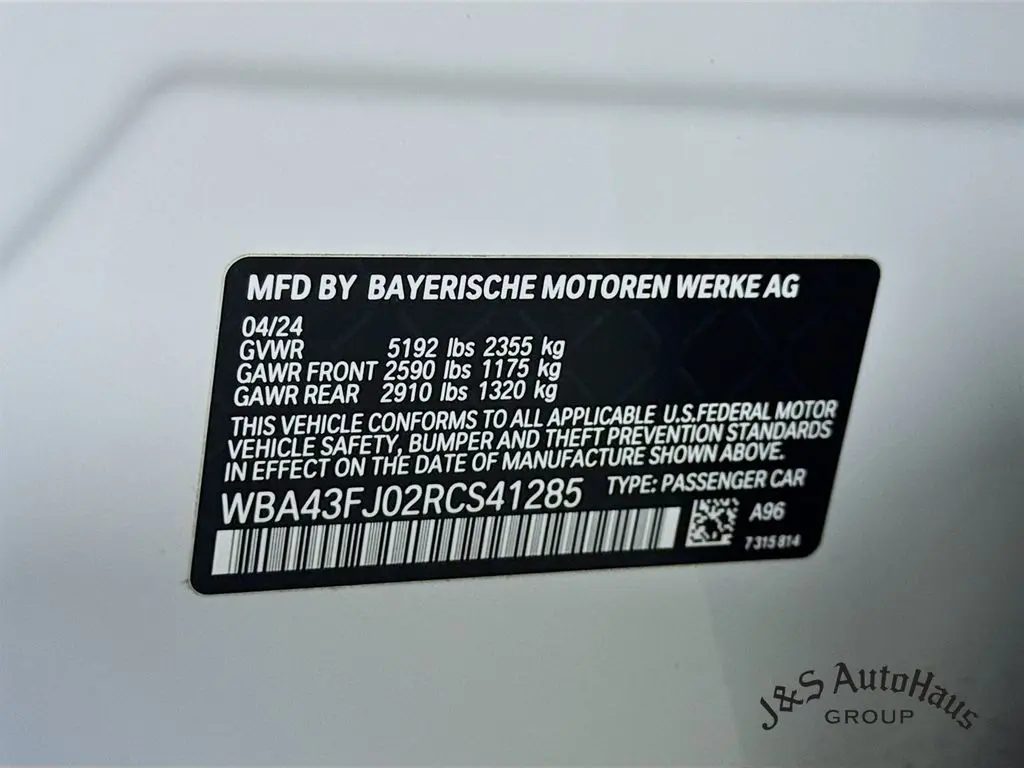 MFD BY BAYERISCHE MOTOREN WERKE AG
04/24
GVWR 5192 lbs 2355 kg
GAWR FRONT 2590 lbs 1175 kg
GAWR REAR 2910 lbs 1320 kg
THIS VEHICLE CONFORMS TO ALL APPLICABLE U.S.FEDERAL MOTOR
VEHICLE SAFETY, BUMPER AND THEFT PREVENTION STANDARDS
IN EFFECT ON THE DATE OF MANUFACTURE SHOWN ABOVE.
WBA43FJ02RCS41285 TYPE: PASSENGER CAR
A96
7 315 814
J&S AutoHaus
GROUP